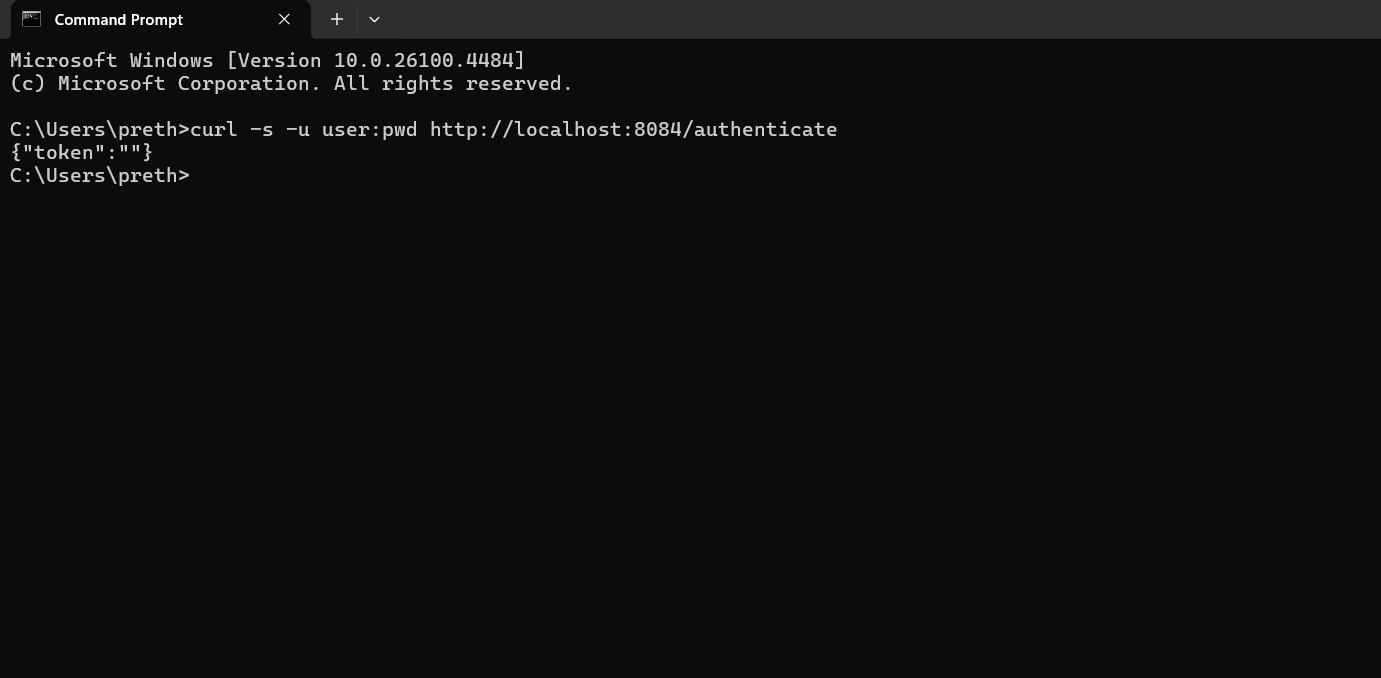 Command Prompt
Microsoft Windows [Version 10.0.26100.4484]
(c) Microsoft Corporation. All rights reserved.
C:\Users\preth>curl -s -u user:pwd http://localhost:8084/authenticate
{"token":""}
C:\Users\preth>